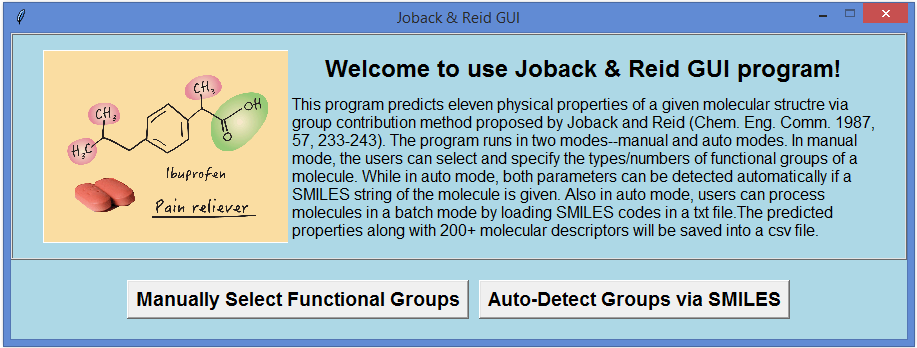 Joback & Reid GUI
Welcome to use Joback & Reid GUI program!
This program predicts eleven physical properties of a given molecular structre via
group contribution method proposed by Joback and Reid (Chem. Eng. Comm. 1987,
57, 233-243). The program runs in two modes--manual and auto modes. In manual
mode, the users can select and specify the types/numbers of functional groups of a
molecule. While in auto mode, both parameters can be detected automatically if a
SMILES string of the molecule is given. Also in auto mode, users can process
molecules in a batch mode by loading SMILES codes in a txt file.The predicted
properties along with 200+ molecular descriptors will be saved into a csv file.
CH3
CH3
H3C
OH
O
Ibuprofen
Pain reliever
Manually Select Functional Groups
Auto-Detect Groups via SMILES